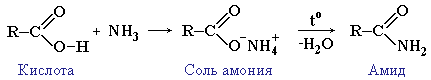 R–C(=O)O–H + NH₃ ⟶ R–C(=O)O⁻NH₄⁺ t° -H₂O ⟶ R–C(=O)NH₂
Кислота Соль амония Амид